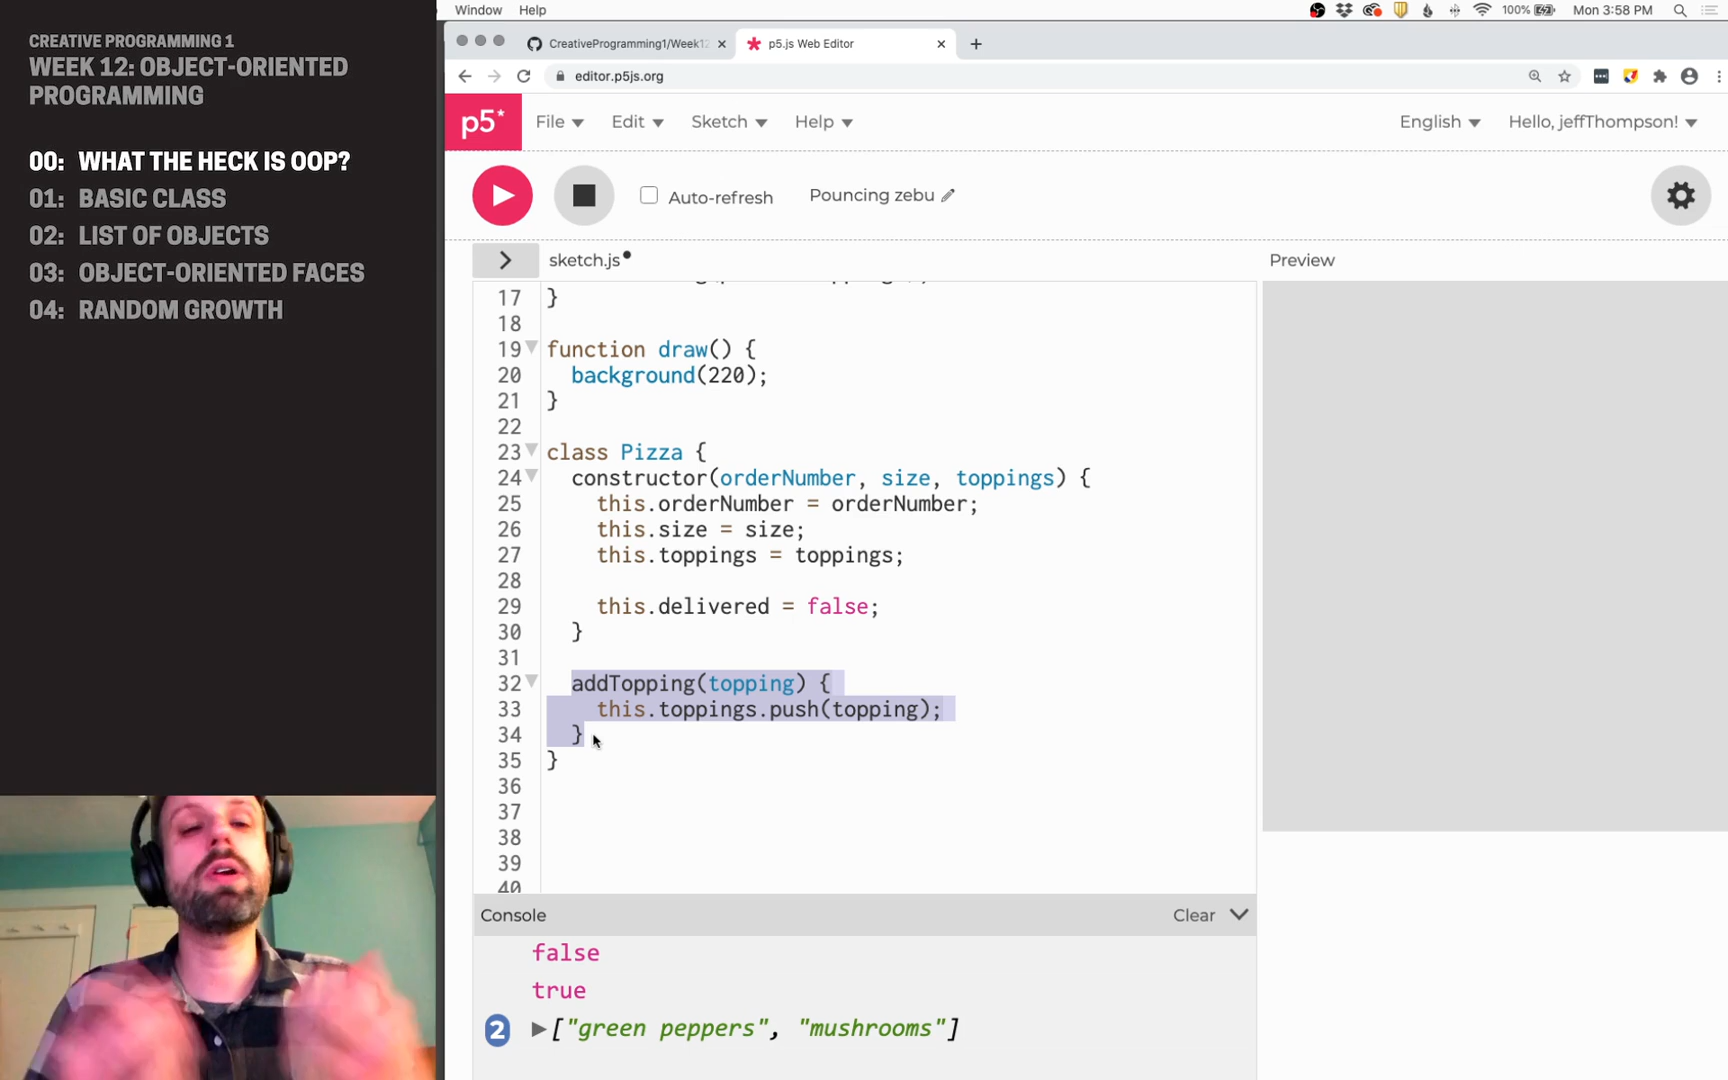 CREATIVE PROGRAMMING 1
WEEK 12: OBJECT-ORIENTED
PROGRAMMING
00: WHAT THE HECK IS OOP?
01: BASIC CLASS
02: LIST OF OBJECTS
03: OBJECT-ORIENTED FACES
04: RANDOM GROWTH
Window Help 100% Mon 3:58 PM
CreativeProgramming1/Week12 p5.js Web Editor
editor.p5js.org
p5* File Edit Sketch Help English Hello, jeffThompson!
Auto-refresh Pouncing zebu
sketch.js Preview
17 }
18
19 function draw() {
20 background(220);
21 }
22
23 class Pizza {
24 constructor(orderNumber, size, toppings) {
25 this.orderNumber = orderNumber;
26 this.size = size;
27 this.toppings = toppings;
28
29 this.delivered = false;
30 }
31
32 addTopping(topping) {
33 this.toppings.push(topping);
34 }
35 }
36
37
38
39
40
Console Clear
false
true
2 ["green peppers", "mushrooms"]